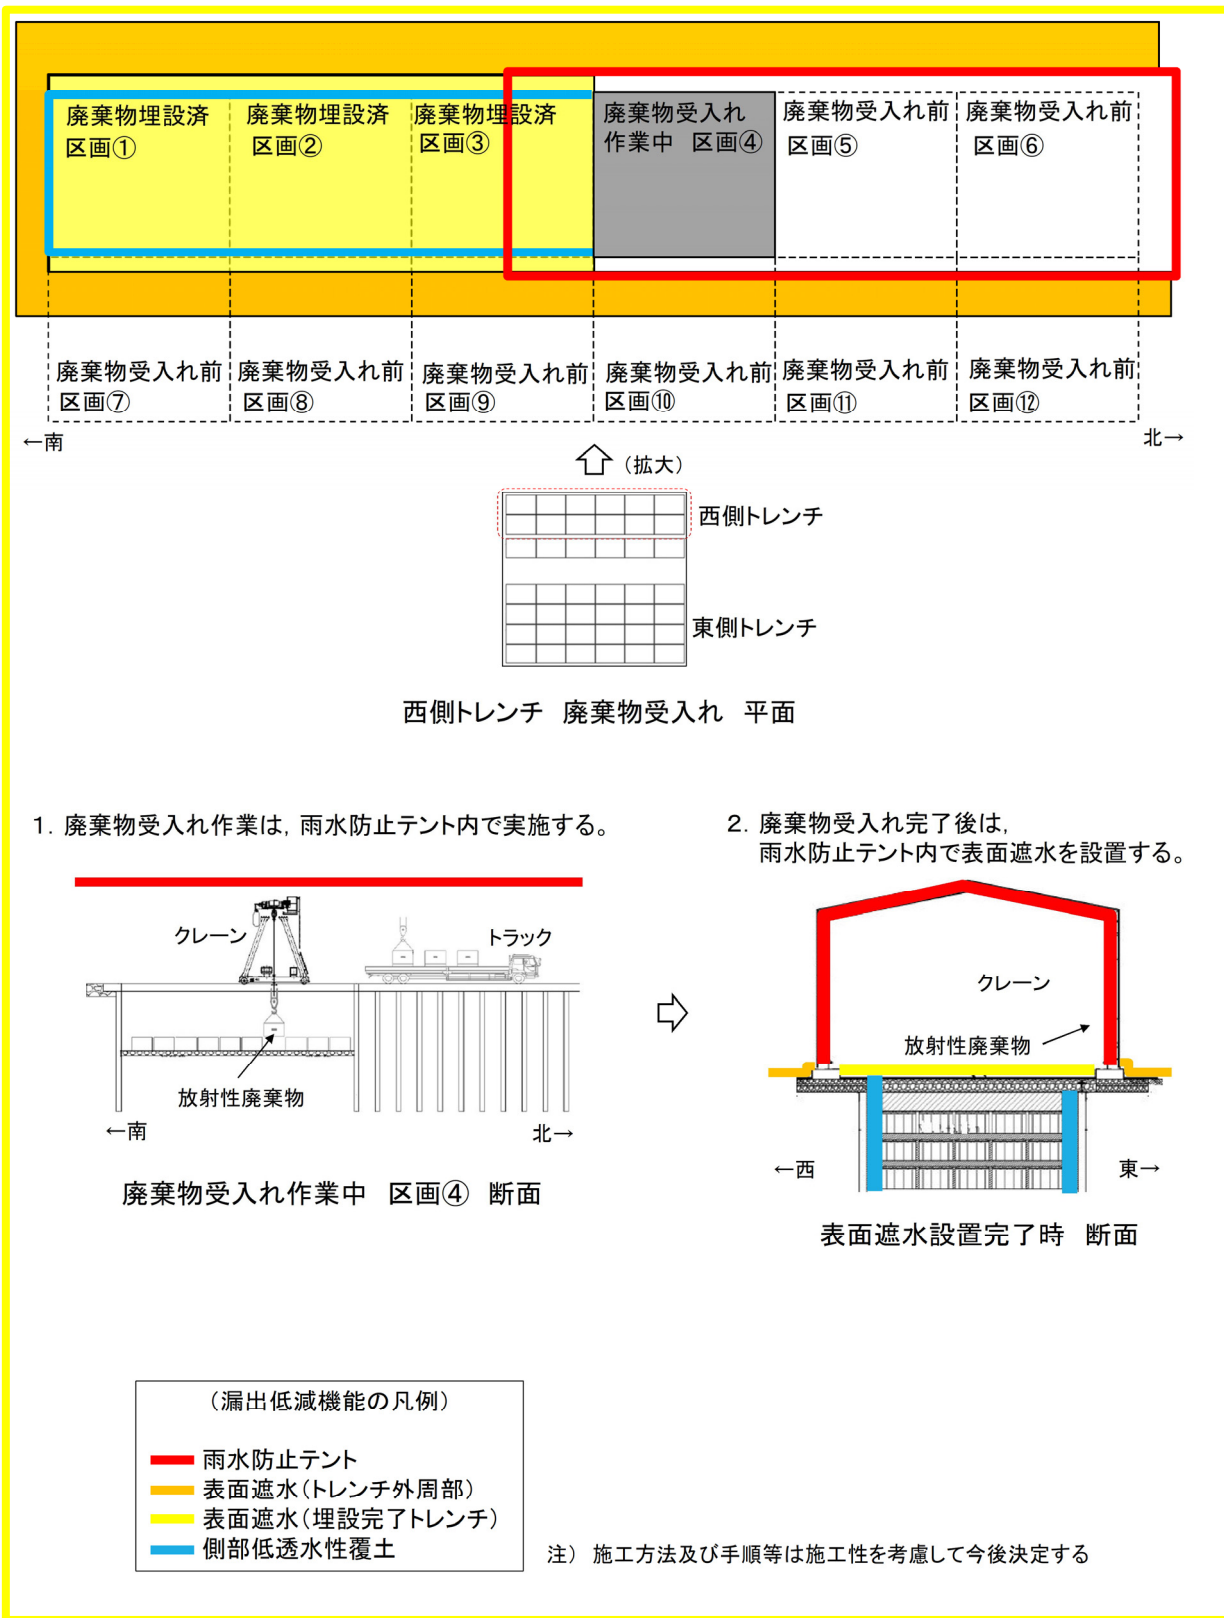 廃棄物埋設済
区画①
廃棄物埋設済
区画②
廃棄物埋設済
区画③
廃棄物受入れ
作業中 区画④
廃棄物受入れ前
区画⑤
廃棄物受入れ前
区画⑥
廃棄物受入れ前
区画⑦
廃棄物受入れ前
区画⑧
廃棄物受入れ前
区画⑨
廃棄物受入れ前
区画⑩
廃棄物受入れ前
区画⑪
廃棄物受入れ前
区画⑫
←南
北→
(拡大)
西側トレンチ
東側トレンチ
西側トレンチ 廃棄物受入れ 平面
1．廃棄物受入れ作業は，雨水防止テント内で実施する。
クレーン
トラック
放射性廃棄物
←南
北→
廃棄物受入れ作業中 区画④ 断面
2．廃棄物受入れ完了後は，
雨水防止テント内で表面遮水を設置する。
クレーン
放射性廃棄物
←西
東→
表面遮水設置完了時 断面
(漏出低減機能の凡例)
雨水防止テント
表面遮水(トレンチ外周部)
表面遮水(埋設完了トレンチ)
側部低透水性覆土
注) 施工方法及び手順等は施工性を考慮して今後決定する